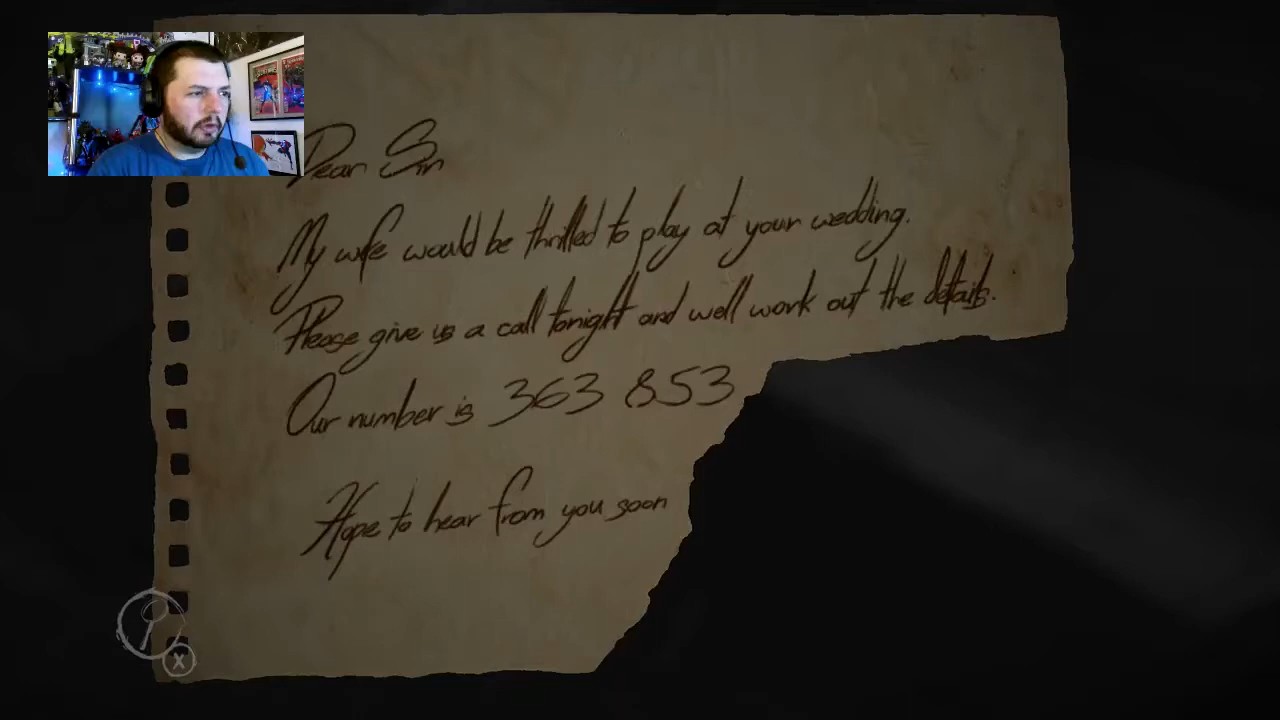 Dear Sir
My wife would be thrilled to play at your wedding.
Please give us a call tonight and well work out the details.
Our number is 363 853
Hope to hear from you soon
X